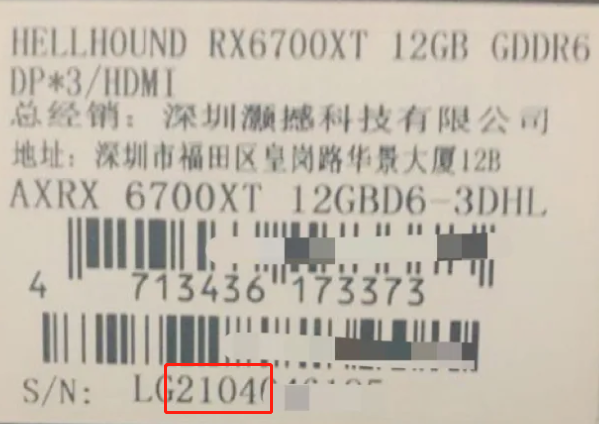 HELLHOUND RX6700XT 12GB GDDR6
DP*3/HDMI
总经销: 深圳灏撼科技有限公司
地址: 深圳市福田区皇岗路华景大厦12B
AXRX 6700XT 12GBD6-3DHL
4 713436 173373
S/N: LG2104